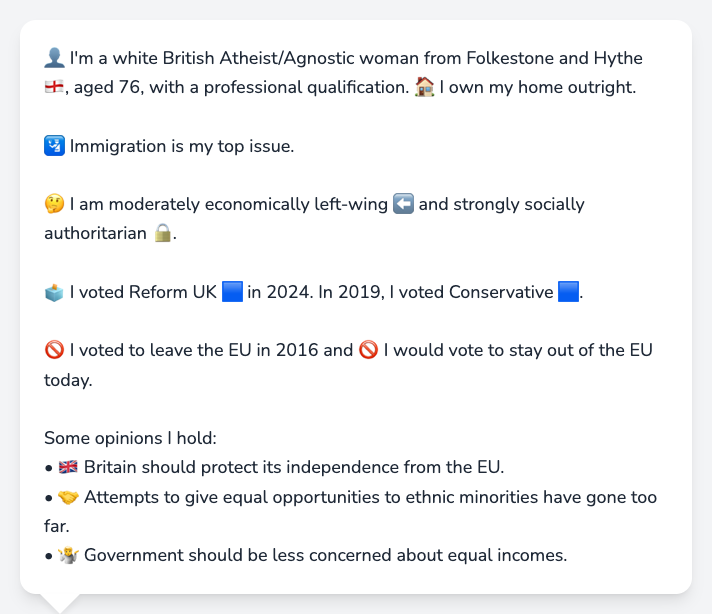 👤 I'm a white British Atheist/Agnostic woman from Folkestone and Hythe
🏴󠁧󠁢󠁥󠁮󠁧󠁿, aged 76, with a professional qualification. 🏠 I own my home outright.
🛂 Immigration is my top issue.
🤔 I am moderately economically left-wing ⬅️ and strongly socially
authoritarian 🔒.
🗳️ I voted Reform UK 🟦 in 2024. In 2019, I voted Conservative 🟦.
🚫 I voted to leave the EU in 2016 and 🚫 I would vote to stay out of the EU
today.
Some opinions I hold:
• 🇬🇧 Britain should protect its independence from the EU.
• 🤝 Attempts to give equal opportunities to ethnic minorities have gone too
far.
• 🤷 Government should be less concerned about equal incomes.